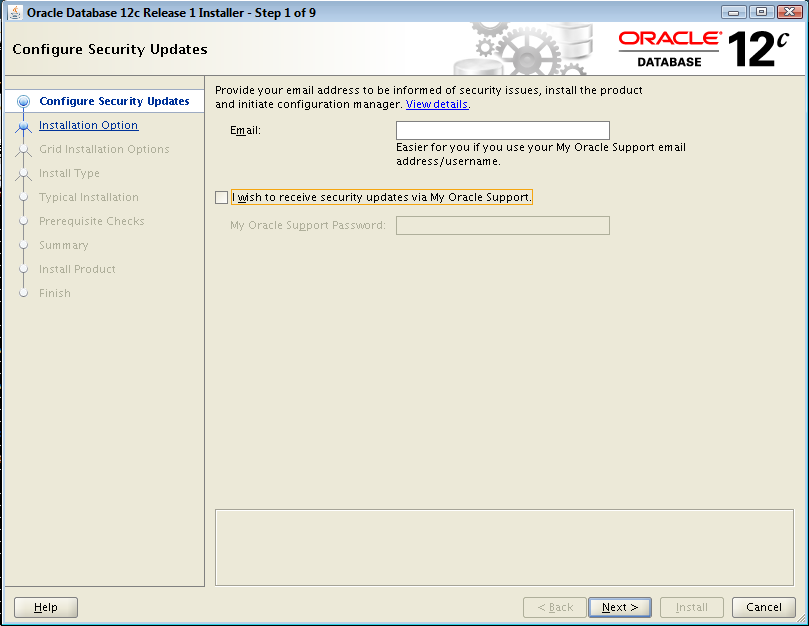 Oracle Database 12c Release 1 Installer - Step 1 of 9
Configure Security Updates
ORACLE
DATABASE
12c
Configure Security Updates
Installation Option
Grid Installation Options
Install Type
Typical Installation
Prerequisite Checks
Summary
Install Product
Finish
Provide your email address to be informed of security issues, install the product
and initiate configuration manager. View details.
Email:
Easier for you if you use your My Oracle Support email
address/username.
I wish to receive security updates via My Oracle Support.
My Oracle Support Password:
Help
< Back
Next >
Install
Cancel